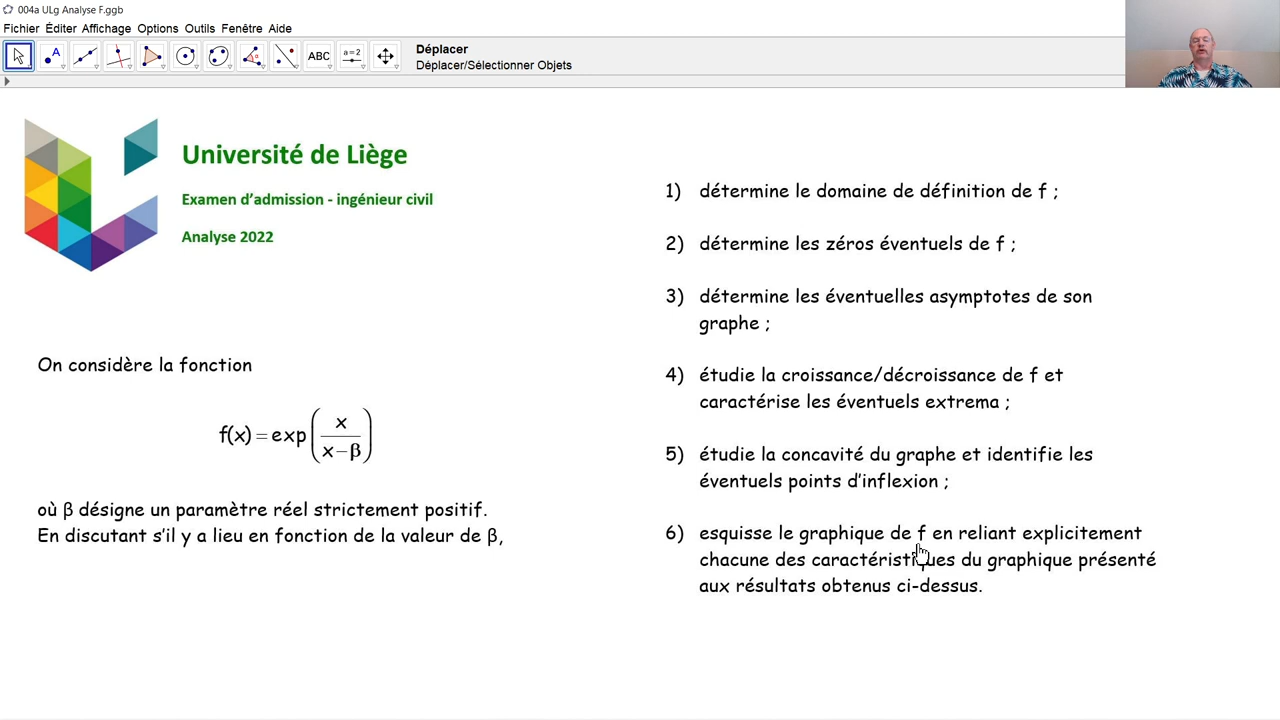 004a ULg Analyse F.ggb
Fichier Éditer Affichage Options Outils Fenêtre Aide
A
ABC
a=2
Déplacer
Déplacer/Sélectionner Objets
Université de Liège
Examen d'admission - ingénieur civil
Analyse 2022
On considère la fonction
f(x) = exp(x/(x-β))
où β désigne un paramètre réel strictement positif.
En discutant s'il y a lieu en fonction de la valeur de β,
1) détermine le domaine de définition de f ;
2) détermine les zéros éventuels de f ;
3) détermine les éventuelles asymptotes de son
graphe ;
4) étudie la croissance/décroissance de f et
caractérise les éventuels extrema ;
5) étudie la concavité du graphe et identifie les
éventuels points d'inflexion ;
6) esquisse le graphique de f en reliant explicitement
chacune des caractéristiques du graphique présenté
aux résultats obtenus ci-dessus.